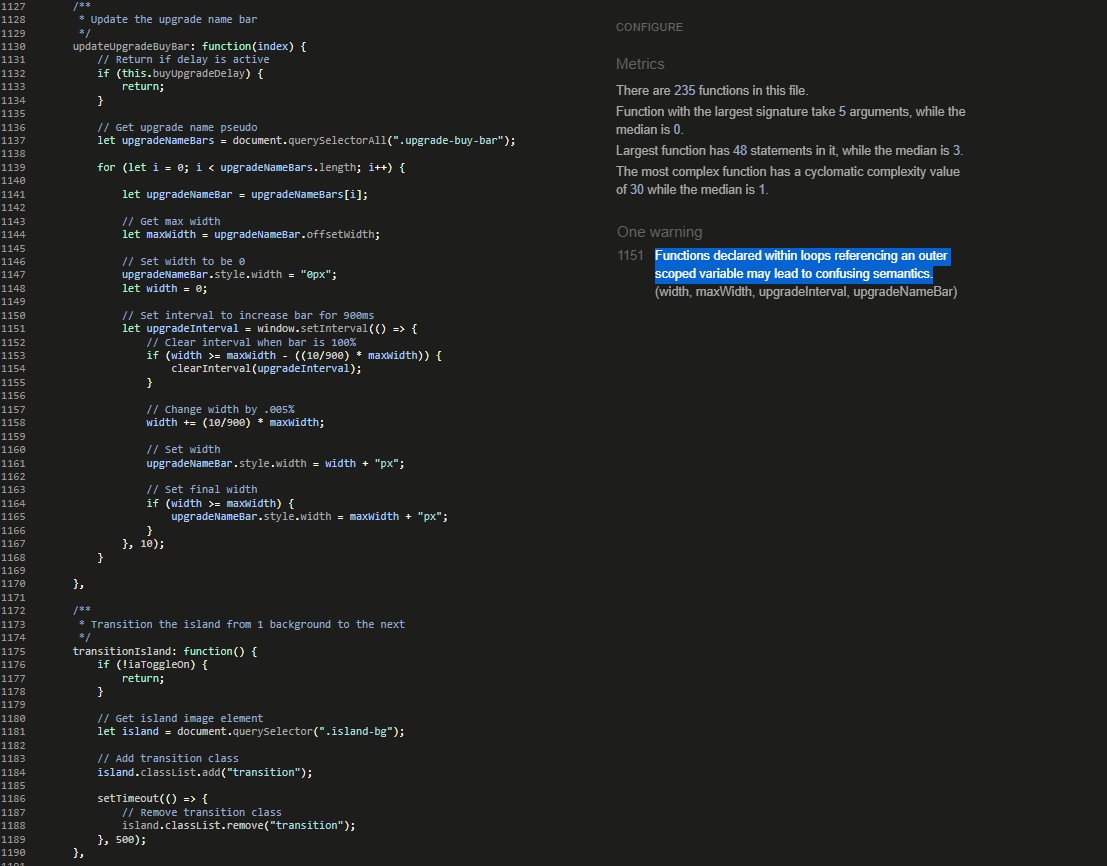 1127 /**
1128 * Update the upgrade name bar
1129 */
1130 updateUpgradeBuyBar: function(index) {
1131 // Return if delay is active
1132 if (this.buyUpgradeDelay) {
1133 return;
1134 }
1135
1136 // Get upgrade name pseudo
1137 let upgradeNameBars = document.querySelectorAll(".upgrade-buy-bar");
1138
1139 for (let i = 0; i < upgradeNameBars.length; i++) {
1140
1141 let upgradeNameBar = upgradeNameBars[i];
1142
1143 // Get max width
1144 let maxWidth = upgradeNameBar.offsetWidth;
1145
1146 // Set width to be 0
1147 upgradeNameBar.style.width = "0px";
1148 let width = 0;
1149
1150 // Set interval to increase bar for 900ms
1151 let upgradeInterval = window.setInterval(() => {
1152 // Clear interval when bar is 100%
1153 if (width >= maxWidth - ((10/900) * maxWidth)) {
1154 clearInterval(upgradeInterval);
1155 }
1156
1157 // Change width by .005%
1158 width += (10/900) * maxWidth;
1159
1160 // Set width
1161 upgradeNameBar.style.width = width + "px";
1162
1163 // Set final width
1164 if (width >= maxWidth) {
1165 upgradeNameBar.style.width = maxWidth + "px";
1166 }
1167 }, 10);
1168 }
1169
1170 },
1171
1172 /**
1173 * Transition the island from 1 background to the next
1174 */
1175 transitionIsland: function() {
1176 if (!iaToggleOn) {
1177 return;
1178 }
1179
1180 // Get island image element
1181 let island = document.querySelector(".island-bg");
1182
1183 // Add transition class
1184 island.classList.add("transition");
1185
1186 setTimeout(() => {
1187 // Remove transition class
1188 island.classList.remove("transition");
1189 }, 500);
1190 },
CONFIGURE
Metrics
There are 235 functions in this file.
Function with the largest signature take 5 arguments, while the
median is 0.
Largest function has 48 statements in it, while the median is 3.
The most complex function has a cyclomatic complexity value
of 30 while the median is 1.
One warning
1151 Functions declared within loops referencing an outer
scoped variable may lead to confusing semantics.
(width, maxWidth, upgradeInterval, upgradeNameBar)